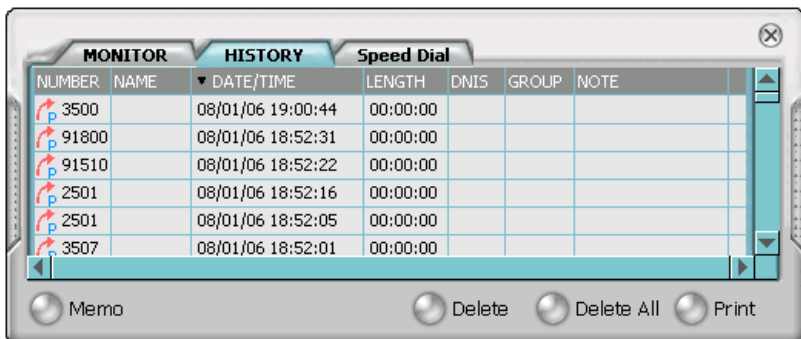 MONITOR HISTORY Speed Dial
NUMBER NAME ▼ DATE/TIME LENGTH DNIS GROUP NOTE
p 3500 08/01/06 19:00:44 00:00:00
p 91800 08/01/06 18:52:31 00:00:00
p 91510 08/01/06 18:52:22 00:00:00
p 2501 08/01/06 18:52:16 00:00:00
p 2501 08/01/06 18:52:05 00:00:00
p 3507 08/01/06 18:52:01 00:00:00
Memo Delete Delete All Print